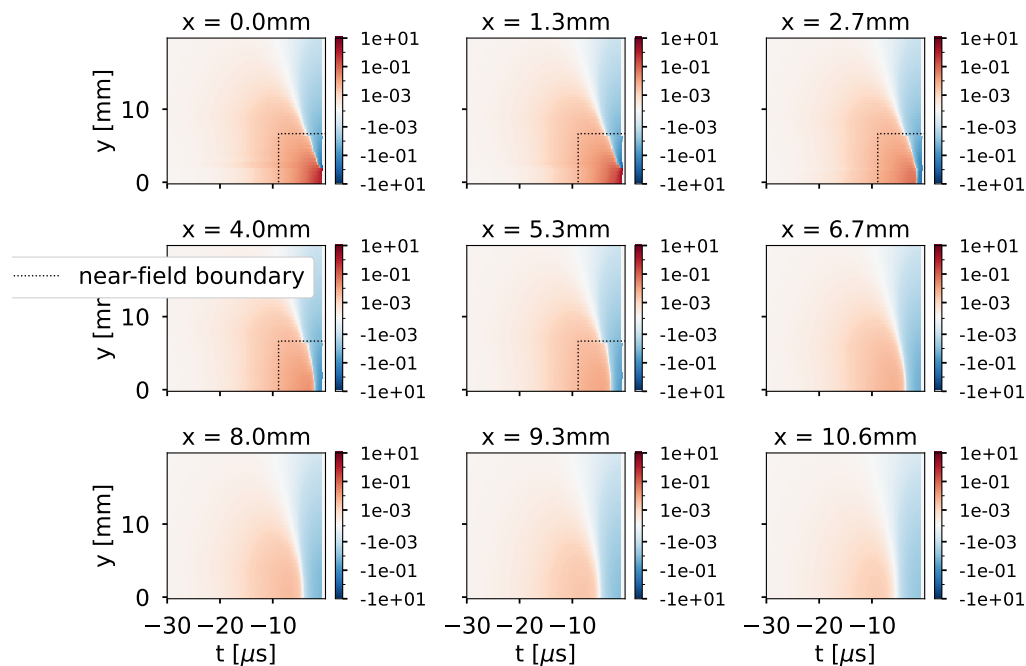 x = 0.0mm
x = 1.3mm
x = 2.7mm
y [mm]
10
0
1e+01
1e-01
1e-03
-1e-03
-1e-01
-1e+01
1e+01
1e-01
1e-03
-1e-03
-1e-01
-1e+01
1e+01
1e-01
1e-03
-1e-03
-1e-01
-1e+01
x = 4.0mm
x = 5.3mm
x = 6.7mm
near-field boundary
10
0
1e+01
1e-01
1e-03
-1e-03
-1e-01
-1e+01
1e+01
1e-01
1e-03
-1e-03
-1e-01
-1e+01
1e+01
1e-01
1e-03
-1e-03
-1e-01
-1e+01
x = 8.0mm
x = 9.3mm
x = 10.6mm
y [mm]
10
0
1e+01
1e-01
1e-03
-1e-03
-1e-01
-1e+01
1e+01
1e-01
1e-03
-1e-03
-1e-01
-1e+01
1e+01
1e-01
1e-03
-1e-03
-1e-01
-1e+01
−30 −20 −10
−30 −20 −10
−30 −20 −10
t [μs]
t [μs]
t [μs]